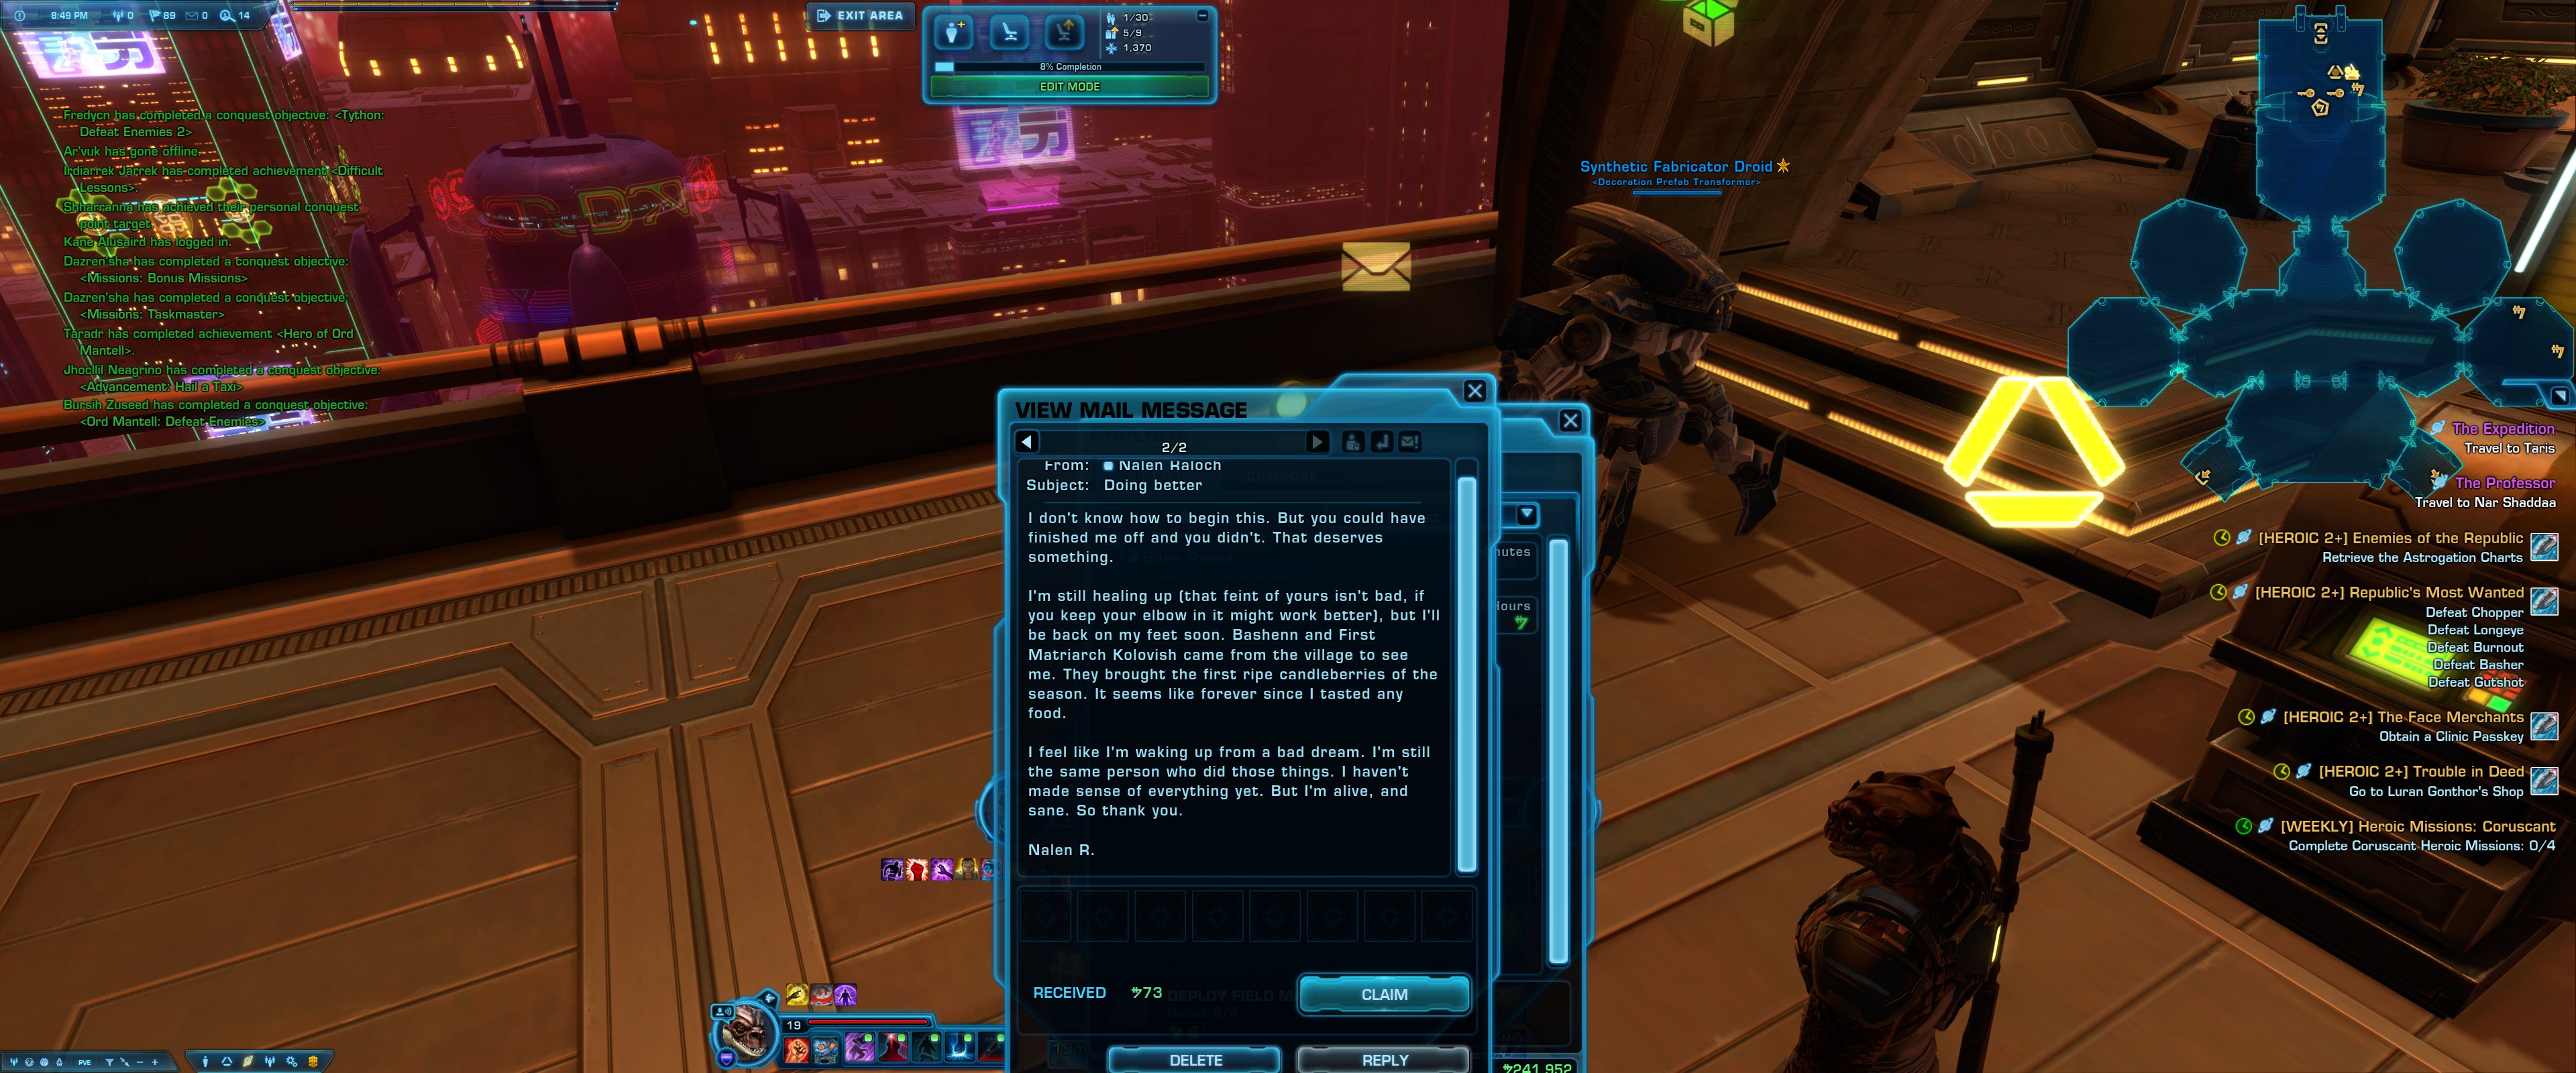 8:49 PM 0 89 0 14
EXIT AREA
1/30
5/9
1,370
8% Completion
EDIT MODE
Fredycn has completed a conquest objective: <Tython:
Defeat Enemies 2>
Ar'vuk has gone offline.
Irdiarrek Jarrek has completed achievement <Difficult
Lessons>.
Shharranna has achieved their personal conquest
point target.
Kane Alusaird has logged in.
Dazren'sha has completed a conquest objective:
<Missions: Bonus Missions>
Dazren'sha has completed a conquest objective:
<Missions: Taskmaster>
Taradr has completed achievement <Hero of Ord
Mantell>.
Jhocllil Neagrino has completed a conquest objective:
<Advancement: Hail a Taxi>
Bursih Zuseed has completed a conquest objective:
<Ord Mantell: Defeat Enemies>
Synthetic Fabricator Droid
<Decoration Prefab Transformer>
VIEW MAIL MESSAGE
2/2
From: Nalen Raloch
Subject: Doing better
I don't know how to begin this. But you could have
finished me off and you didn't. That deserves
something.
I'm still healing up (that feint of yours isn't bad, if
you keep your elbow in it might work better), but I'll
be back on my feet soon. Bashenn and First
Matriarch Kolovish came from the village to see
me. They brought the first ripe candleberries of the
season. It seems like forever since I tasted any
food.
I feel like I'm waking up from a bad dream. I'm still
the same person who did those things. I haven't
made sense of everything yet. But I'm alive, and
sane. So thank you.
Nalen R.
RECEIVED 73
CLAIM
DELETE
REPLY
241,952
19
PVE
The Expedition
Travel to Taris
The Professor
Travel to Nar Shaddaa
[HEROIC 2+] Enemies of the Republic
Retrieve the Astrogation Charts
[HEROIC 2+] Republic's Most Wanted
Defeat Chopper
Defeat Longeye
Defeat Burnout
Defeat Basher
Defeat Gutshot
[HEROIC 2+] The Face Merchants
Obtain a Clinic Passkey
[HEROIC 2+] Trouble in Deed
Go to Luran Gonthor's Shop
[WEEKLY] Heroic Missions: Coruscant
Complete Coruscant Heroic Missions: 0/4